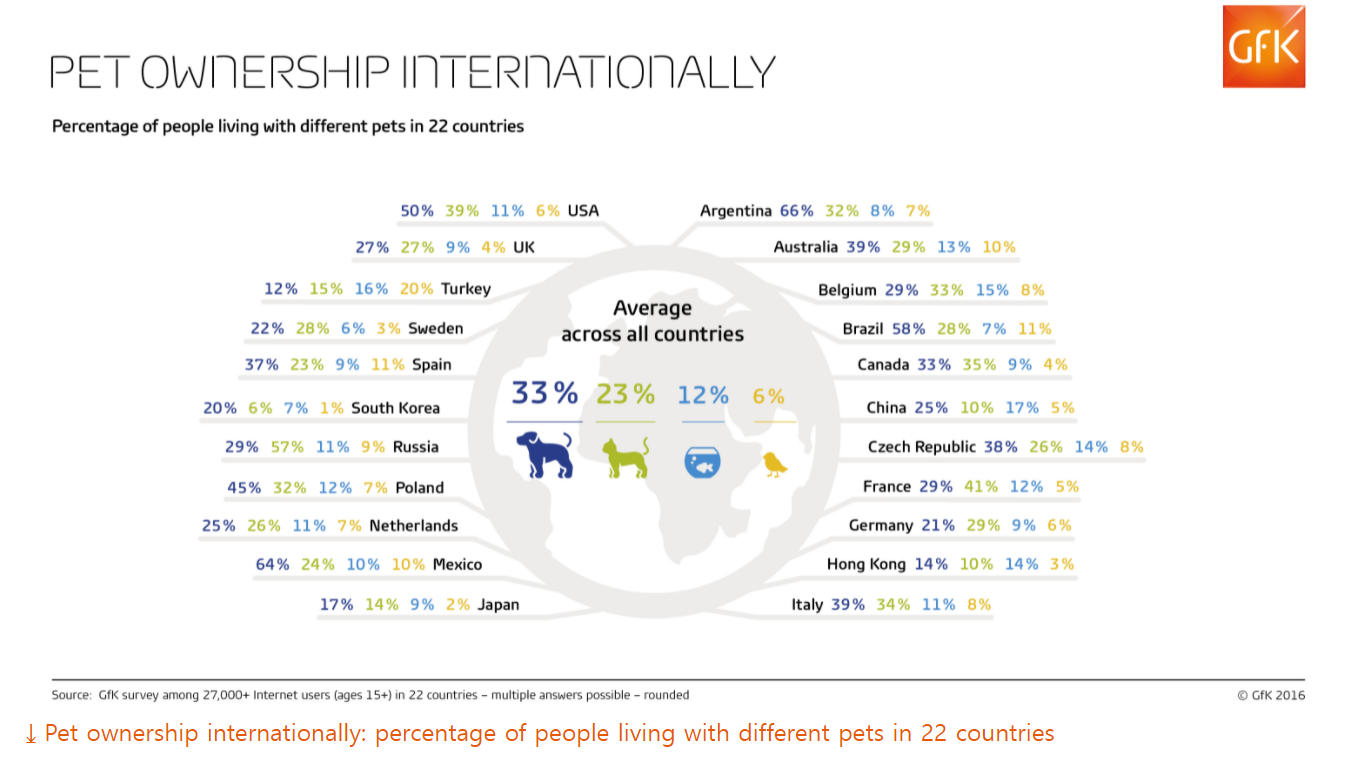 GfK
PET OWNERSHIP INTERNATIONALLY
Percentage of people living with different pets in 22 countries
50% 39% 11% 6% USA
Argentina 66% 32% 8% 7%
27% 27% 9% 4% UK
Australia 39% 29% 13% 10%
12% 15% 16% 20% Turkey
Belgium 29% 33% 15% 8%
22% 28% 6% 3% Sweden
Brazil 58% 28% 7% 11%
37% 23% 9% 11% Spain
Canada 33% 35% 9% 4%
20% 6% 7% 1% South Korea
China 25% 10% 17% 5%
29% 57% 11% 9% Russia
Czech Republic 38% 26% 14% 8%
45% 32% 12% 7% Poland
France 29% 41% 12% 5%
25% 26% 11% 7% Netherlands
Germany 21% 29% 9% 6%
64% 24% 10% 10% Mexico
Hong Kong 14% 10% 14% 3%
17% 14% 9% 2% Japan
Italy 39% 34% 11% 8%
Average
across all countries
33% 23% 12% 6%
Source: GfK survey among 27,000+ Internet users (ages 15+) in 22 countries – multiple answers possible – rounded
© GfK 2016
↓ Pet ownership internationally: percentage of people living with different pets in 22 countries